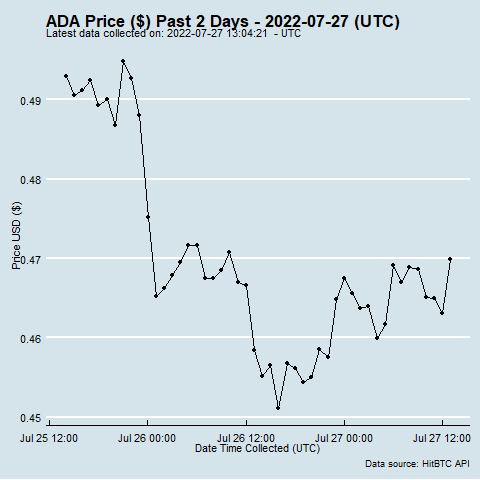 ADA Price ($) Past 2 Days - 2022-07-27 (UTC)
Latest data collected on: 2022-07-27 13:04:21 - UTC
0.49
0.48
0.47
0.46
0.45
Price USD ($)
Jul 25 12:00 Jul 26 00:00 Jul 26 12:00 Jul 27 00:00 Jul 27 12:00
Date Time Collected (UTC)
Data source: HitBTC API